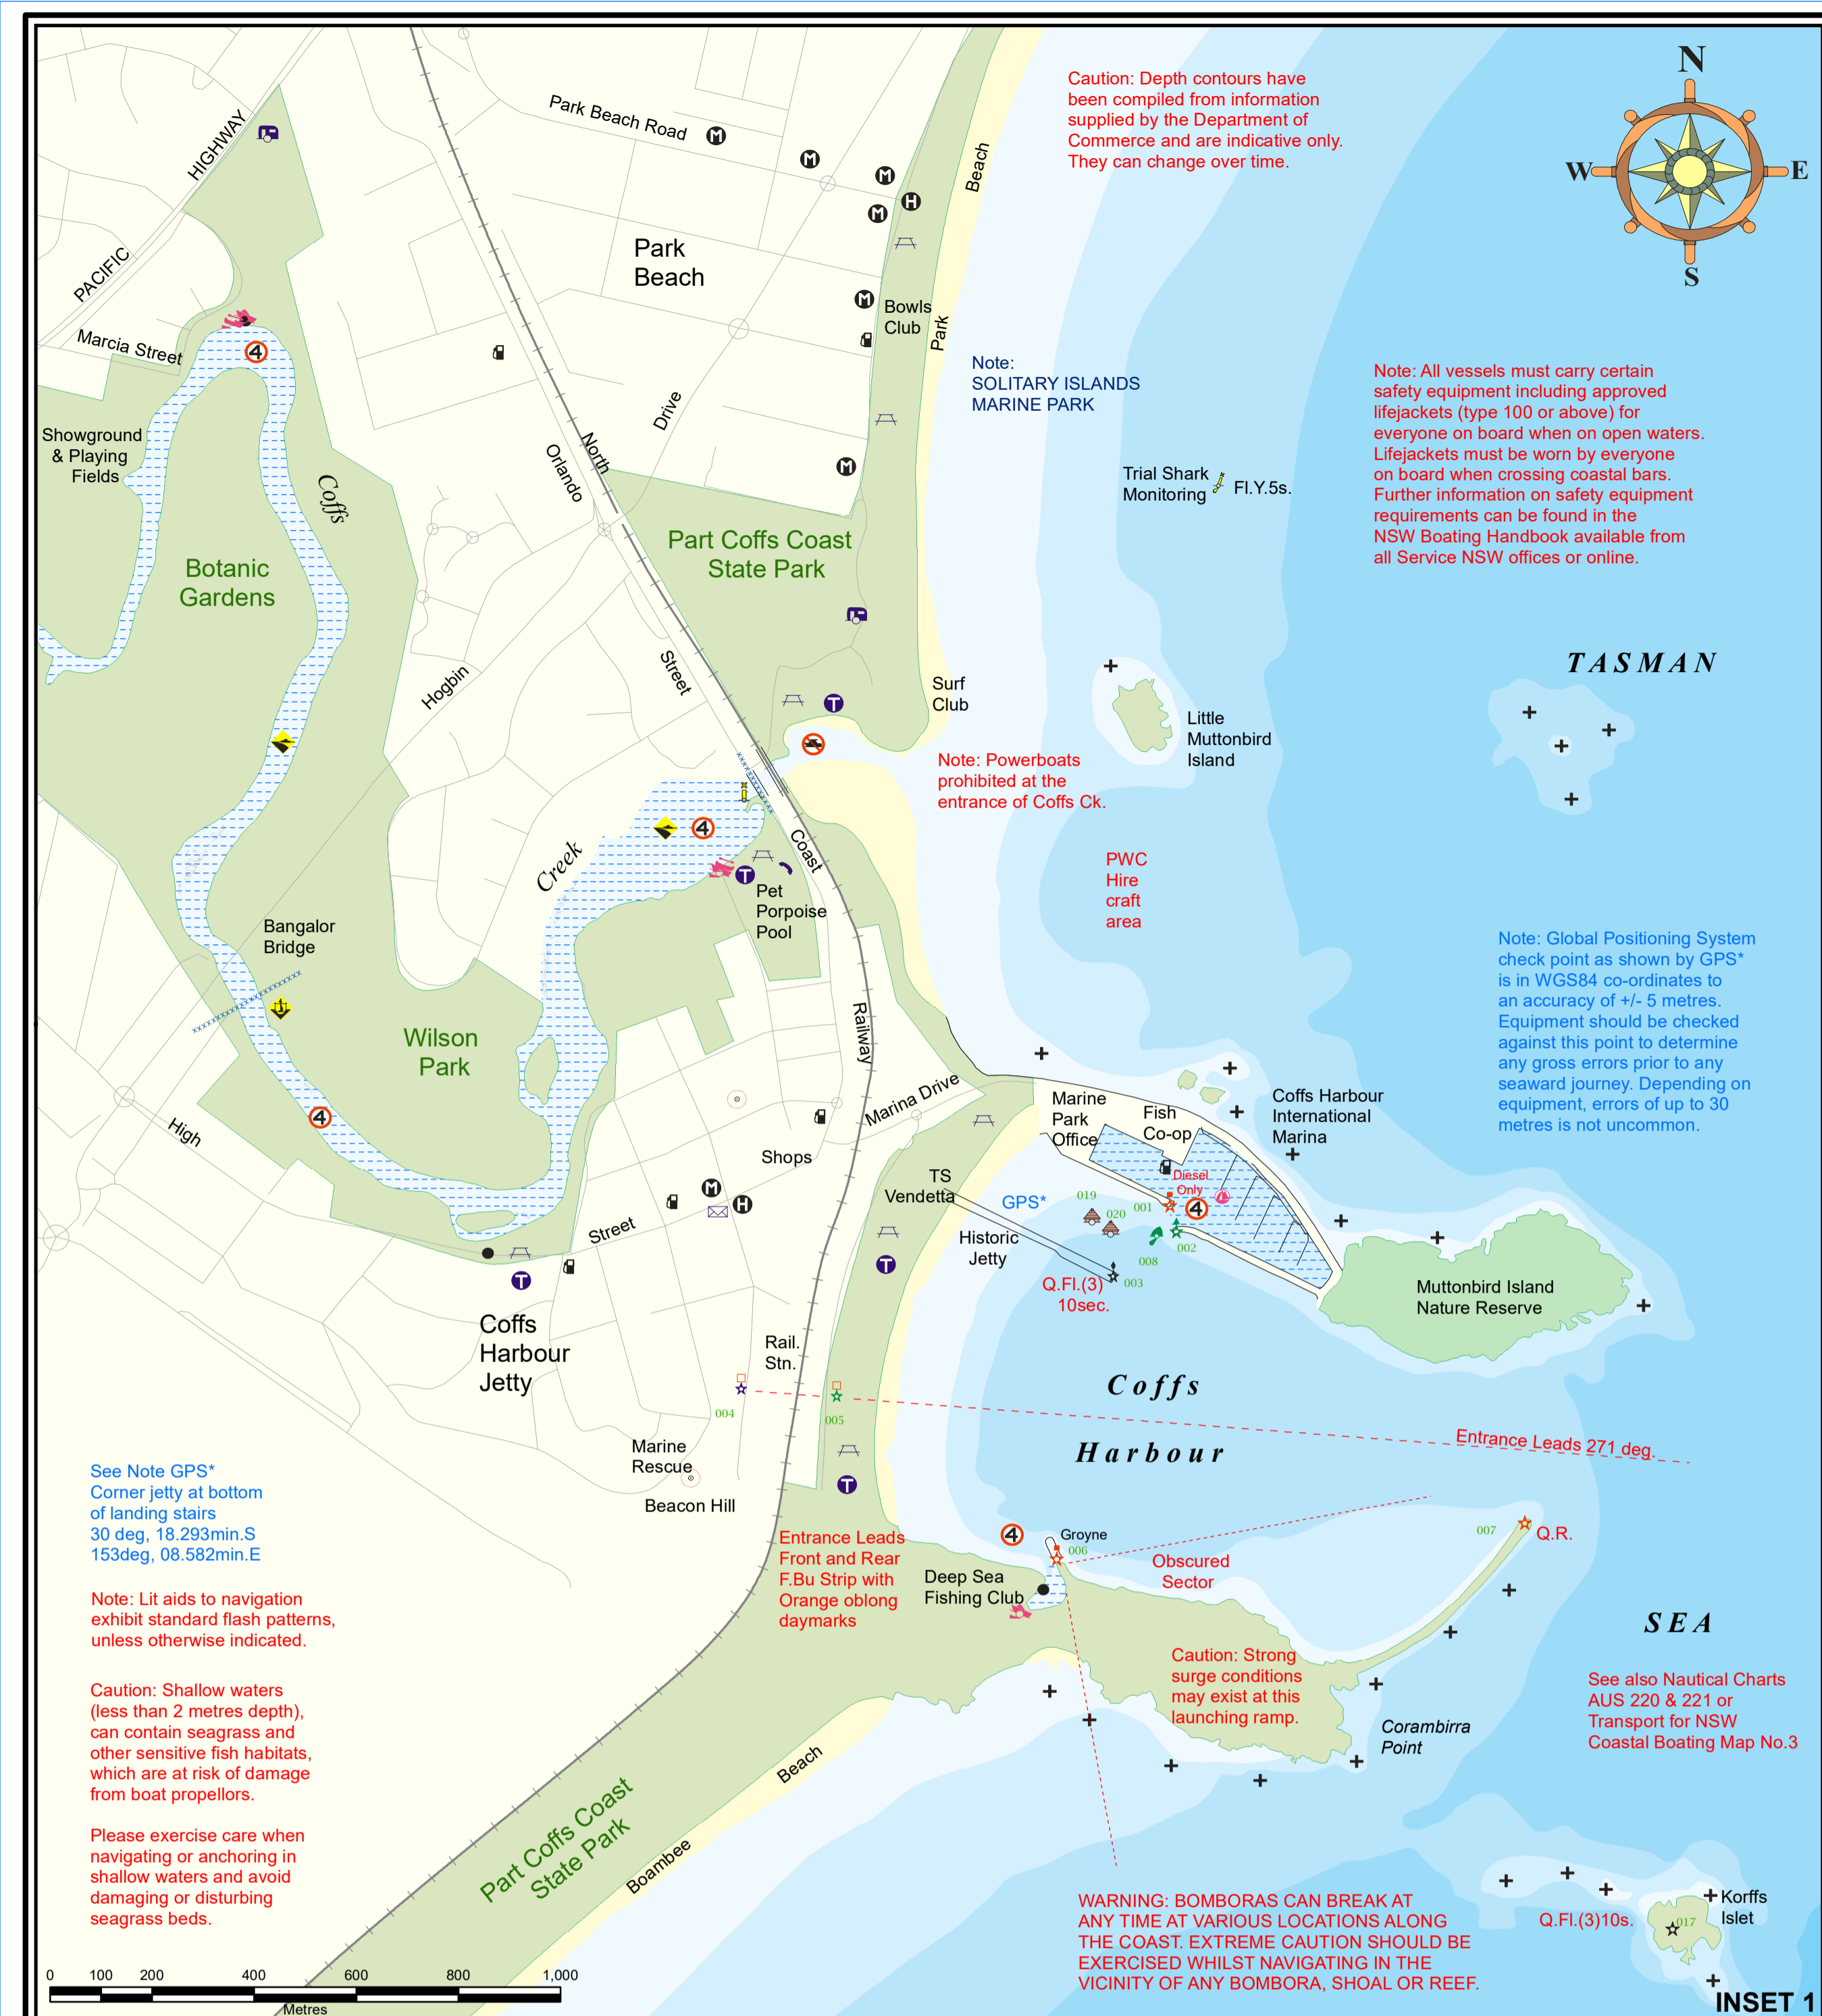 N
W
E
S
Caution: Depth contours have
been compiled from information
supplied by the Department of
Commerce and are indicative only.
They can change over time.
HIGHWAY
PACIFIC
Marcia Street
Park Beach Road
M
M
M
M
H
Park
Beach
M
Bowls
Club
Beach
Park
4
Showground
& Playing
Fields
Coffs
Botanic
Gardens
Orlando
North
Drive
M
Note:
SOLITARY ISLANDS
MARINE PARK
Trial Shark
Monitoring
Fl.Y.5s.
Note: All vessels must carry certain
safety equipment including approved
lifejackets (type 100 or above) for
everyone on board when on open waters.
Lifejackets must be worn by everyone
on board when crossing coastal bars.
Further information on safety equipment
requirements can be found in the
NSW Boating Handbook available from
all Service NSW offices or online.
Part Coffs Coast
State Park
Hogbin
Street
T
Surf
Club
Little
Muttonbird
Island
TASMAN
Note: Powerboats
prohibited at the
entrance of Coffs Ck.
4
Creek
Coast
T
Pet
Porpoise
Pool
PWC
Hire
craft
area
Bangalor
Bridge
Wilson
Park
Railway
Note: Global Positioning System
check point as shown by GPS*
is in WGS84 co-ordinates to
an accuracy of +/- 5 metres.
Equipment should be checked
against this point to determine
any gross errors prior to any
seaward journey. Depending on
equipment, errors of up to 30
metres is not uncommon.
4
High
Marina Drive
Marine
Park
Office
Fish
Co-op
Coffs Harbour
International
Marina
Shops
TS
Vendetta
GPS*
Diesel
Only
019
020
001
4
002
008
003
M
H
Street
Historic
Jetty
Q.Fl.(3)
10sec.
T
T
Muttonbird Island
Nature Reserve
Coffs
Harbour
Jetty
Rail.
Stn.
004
005
Coffs
Harbour
Entrance Leads 271 deg.
Marine
Rescue
Beacon Hill
T
See Note GPS*
Corner jetty at bottom
of landing stairs
30 deg, 18.293min.S
153deg, 08.582min.E
Note: Lit aids to navigation
exhibit standard flash patterns,
unless otherwise indicated.
Caution: Shallow waters
(less than 2 metres depth),
can contain seagrass and
other sensitive fish habitats,
which are at risk of damage
from boat propellors.
Please exercise care when
navigating or anchoring in
shallow waters and avoid
damaging or disturbing
seagrass beds.
Entrance Leads
Front and Rear
F.Bu Strip with
Orange oblong
daymarks
4
Groyne
006
Deep Sea
Fishing Club
Obscured
Sector
007
Q.R.
Caution: Strong
surge conditions
may exist at this
launching ramp.
Corambirra
Point
SEA
See also Nautical Charts
AUS 220 & 221 or
Transport for NSW
Coastal Boating Map No.3
Beach
Boambee
Part Coffs Coast
State Park
WARNING: BOMBORAS CAN BREAK AT
ANY TIME AT VARIOUS LOCATIONS ALONG
THE COAST. EXTREME CAUTION SHOULD BE
EXERCISED WHILST NAVIGATING IN THE
VICINITY OF ANY BOMBORA, SHOAL OR REEF.
Q.Fl.(3)10s.
017
Korffs
Islet
0 100 200 400 600 800 1,000
Metres
INSET 1